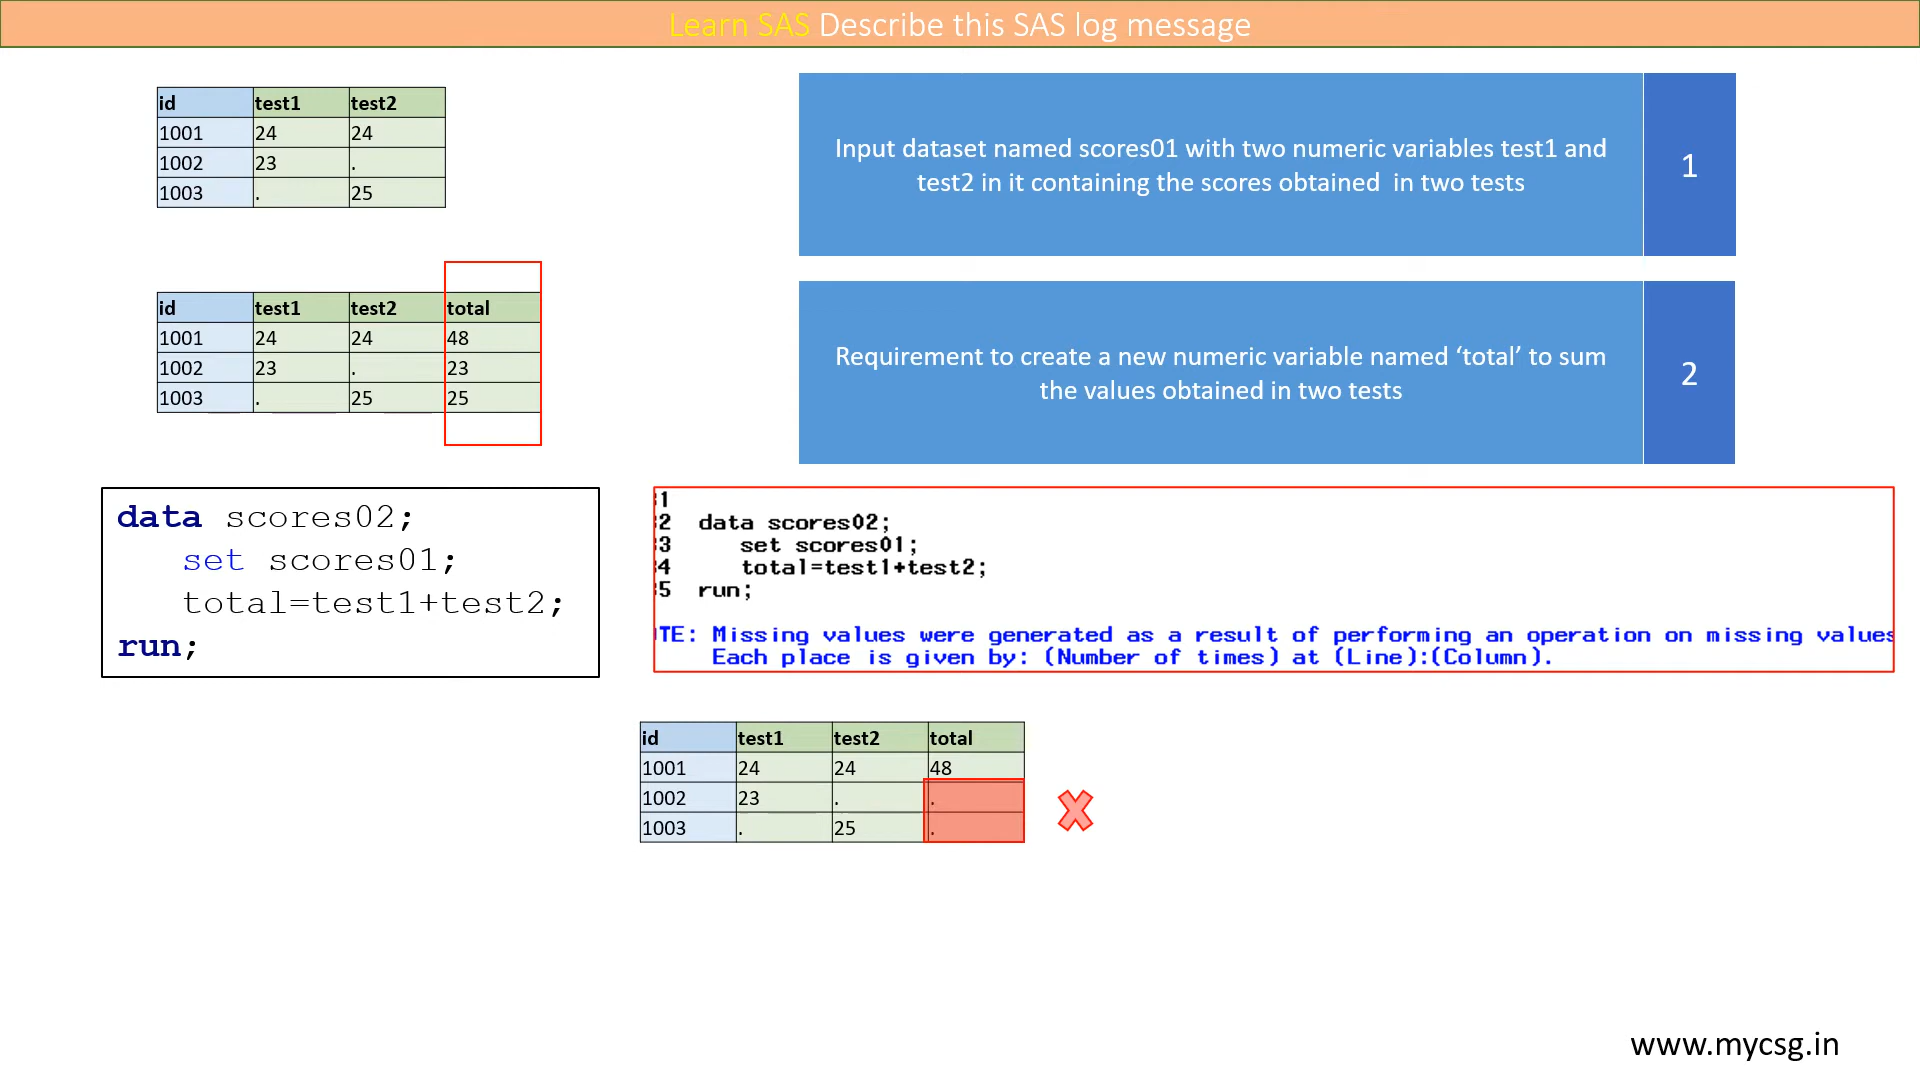 Learn SAS Describe this SAS log message
id test1 test2
1001 24 24
1002 23 .
1003 . 25
Input dataset named scores01 with two numeric variables test1 and
test2 in it containing the scores obtained in two tests
1
id test1 test2 total
1001 24 24 48
1002 23 . 23
1003 . 25 25
Requirement to create a new numeric variable named ‘total’ to sum
the values obtained in two tests
2
data scores02;
set scores01;
total=test1+test2;
run;
1
2 data scores02;
3 set scores01;
4 total=test1+test2;
5 run;
TE: Missing values were generated as a result of performing an operation on missing values
Each place is given by: (Number of times) at (Line):(Column).
id test1 test2 total
1001 24 24 48
1002 23 . .
1003 . 25 .
www.mycsg.in